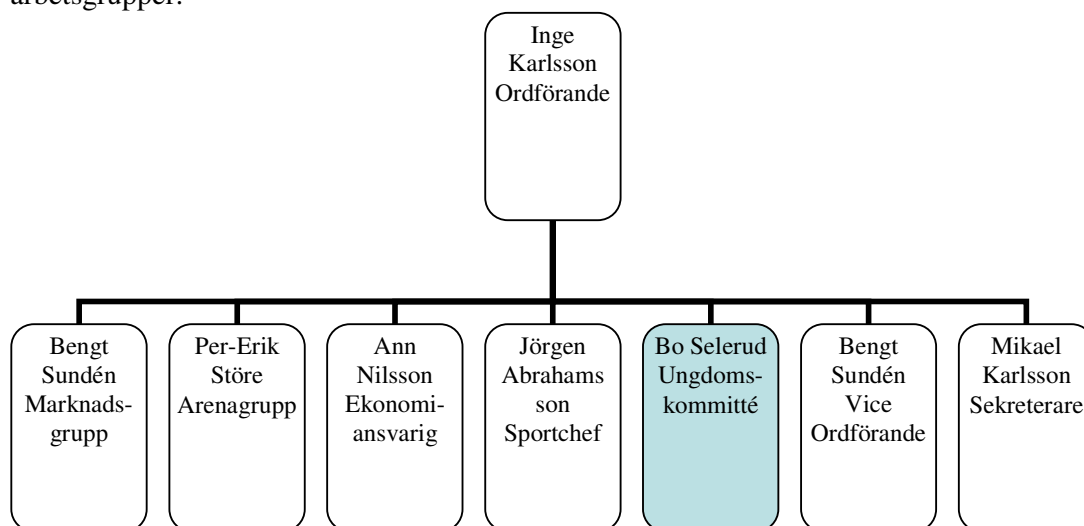 arbetsgrupper.
Inge
Karlsson
Ordförande
Bengt
Sundén
Marknads-
grupp
Per-Erik
Störe
Arenagrupp
Ann
Nilsson
Ekonomi-
ansvarig
Jörgen
Abrahams
son
Sportchef
Bo Selerud
Ungdoms-
kommitté
Bengt
Sundén
Vice
Ordförande
Mikael
Karlsson
Sekreterare